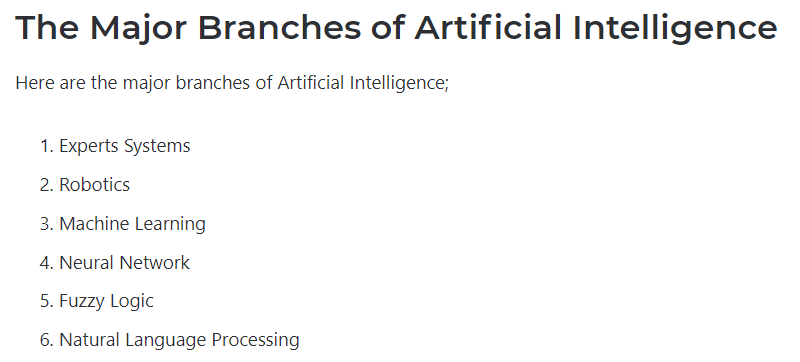 The Major Branches of Artificial Intelligence
Here are the major branches of Artificial Intelligence;
1. Experts Systems
2. Robotics
3. Machine Learning
4. Neural Network
5. Fuzzy Logic
6. Natural Language Processing